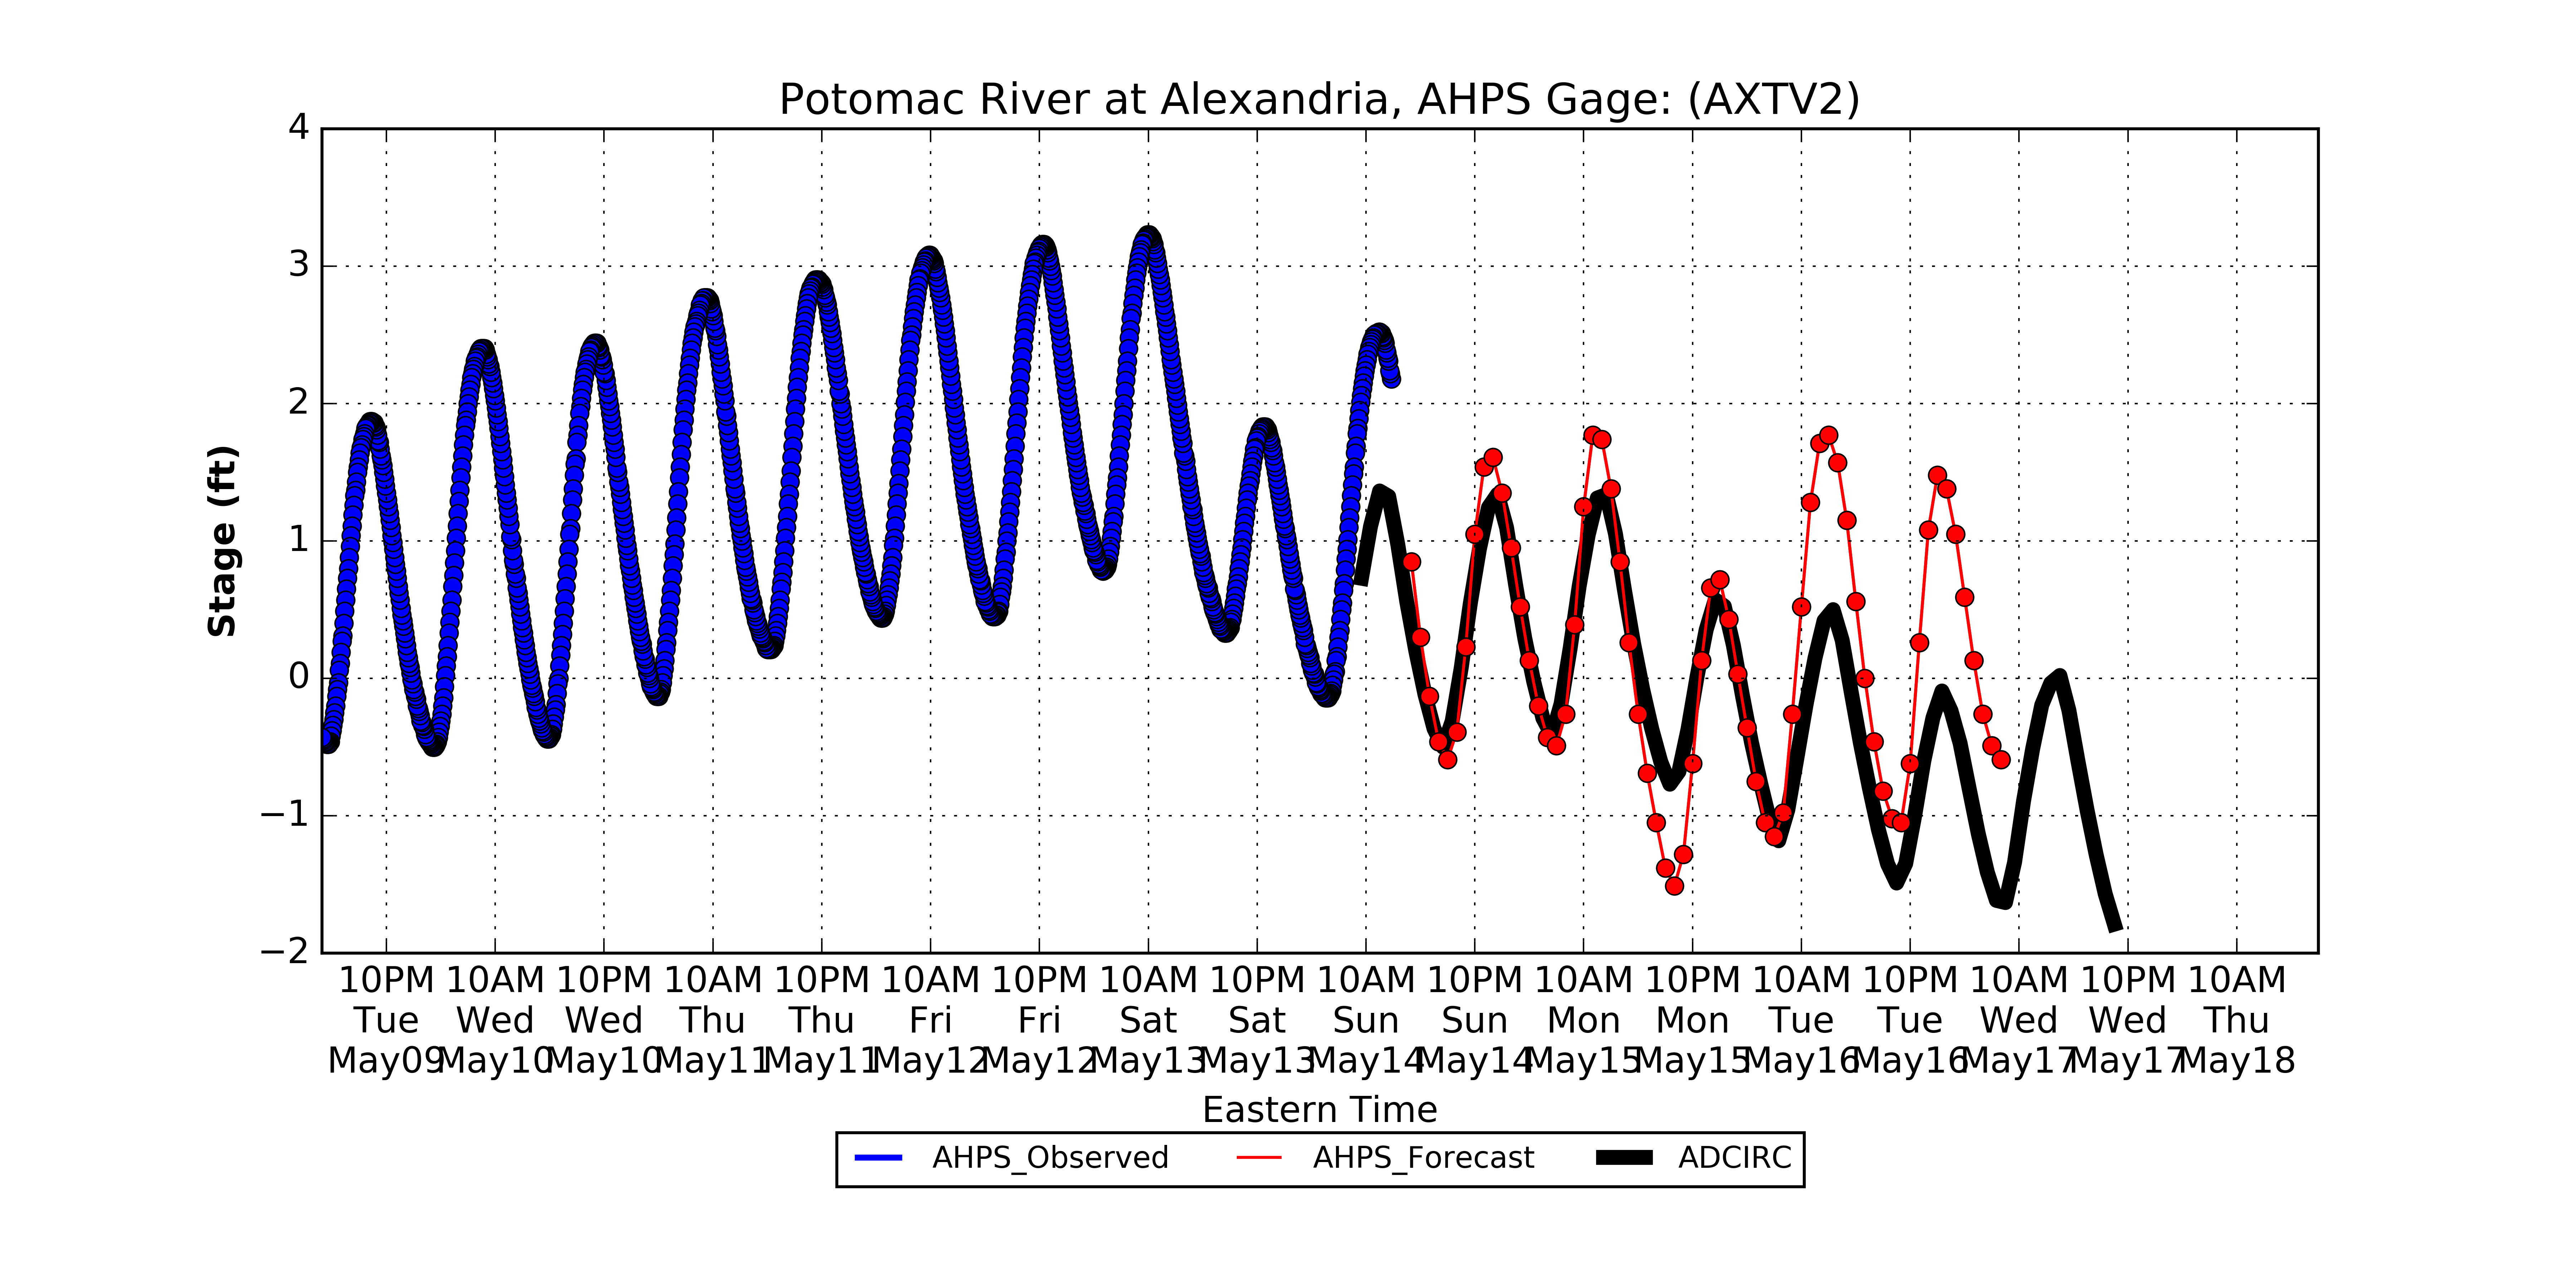 Potomac River at Alexandria, AHPS Gage: (AXTV2)
4
3
2
1
0
−1
−2
Stage (ft)
10PM 10AM 10PM 10AM 10PM 10AM 10PM 10AM 10PM 10AM 10PM 10AM 10PM 10AM 10PM 10AM 10PM 10AM
Tue Wed Wed Thu Thu Fri Fri Sat Sat Sun Sun Mon Mon Tue Tue Wed Wed Thu
May09 May10 May10 May11 May11 May12 May12 May13 May13 May14 May14 May15 May15 May16 May16 May17 May17 May18
Eastern Time
AHPS_Observed AHPS_Forecast ADCIRC